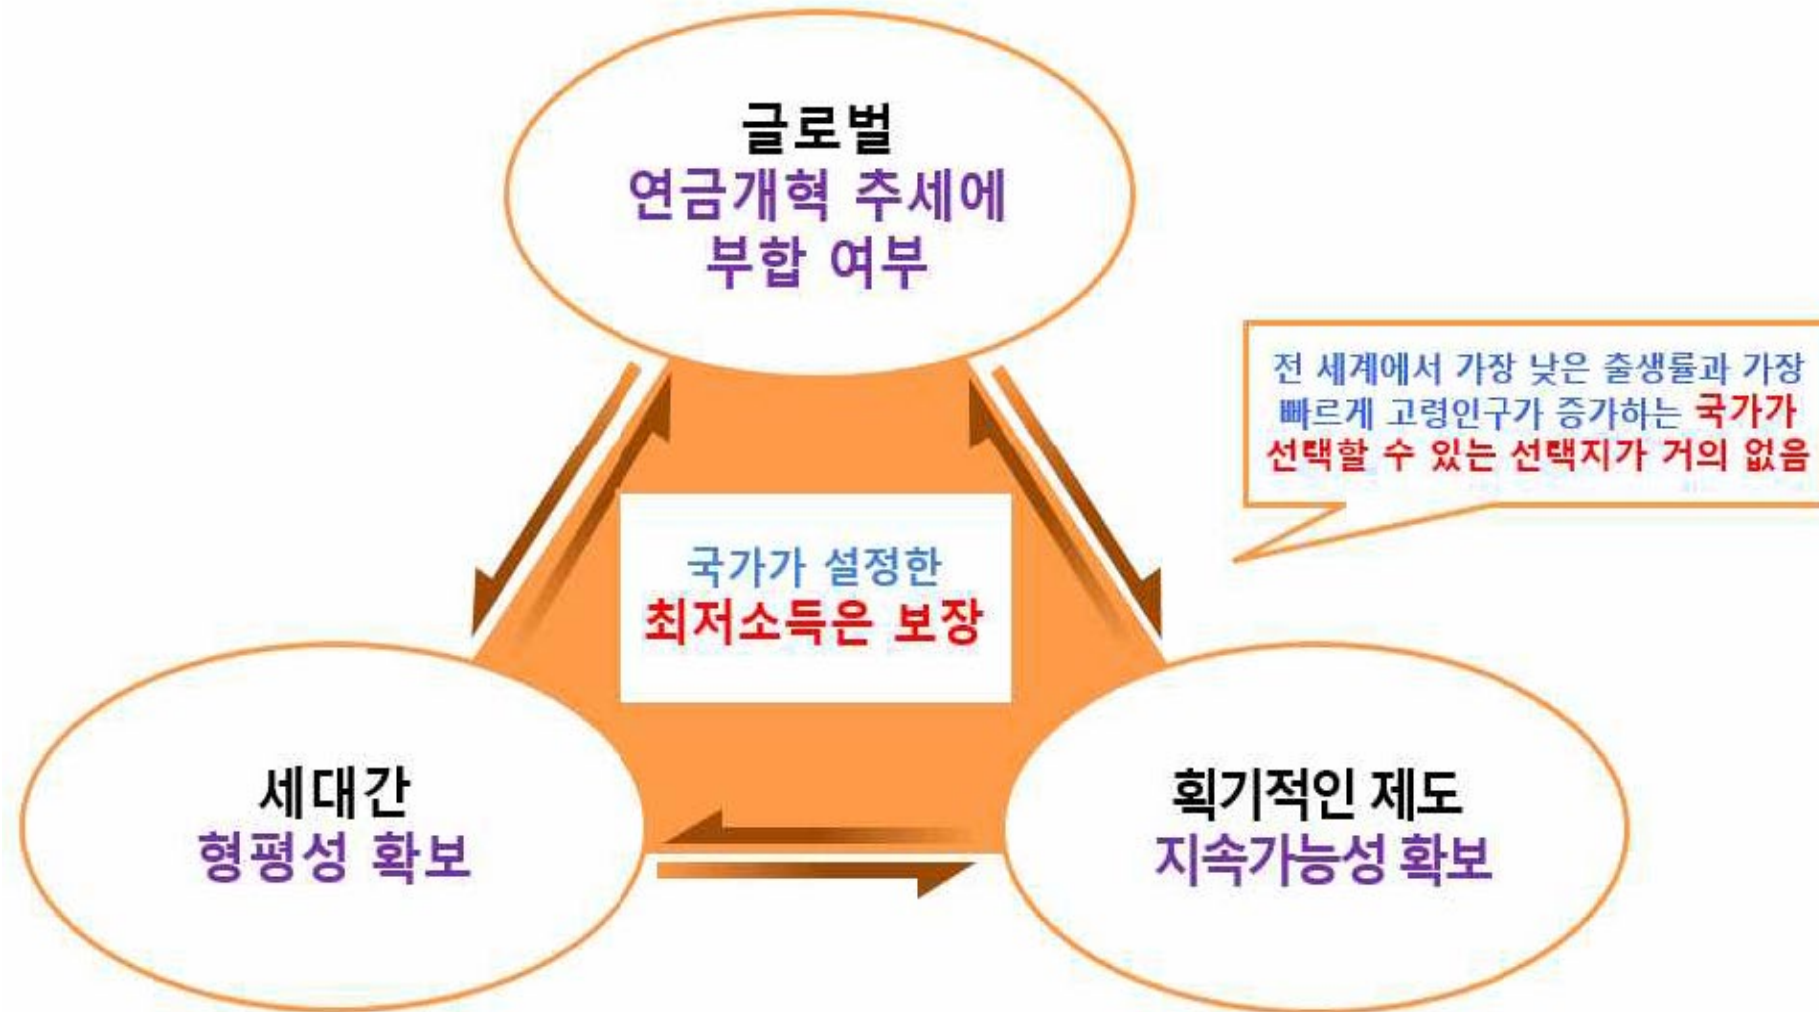 글로벌
연금개혁 추세에
부합 여부
전 세계에서 가장 낮은 출생률과 가장
빠르게 고령인구가 증가하는 국가가
선택할 수 있는 선택지가 거의 없음
국가가 설정한
최저소득은 보장
세대간
형평성 확보
획기적인 제도
지속가능성 확보